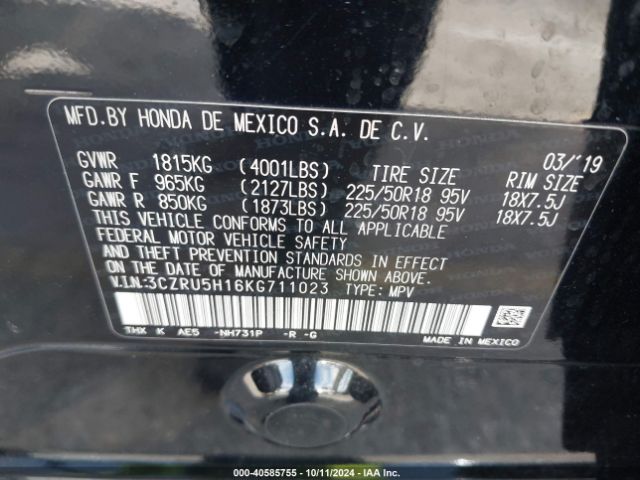 MFD.BY HONDA DE MEXICO S.A. DE C.V.
03/'19
GVWR 1815KG (4001LBS) TIRE SIZE RIM SIZE
GAWR F 965KG (2127LBS) 225/50R18 95V 18X7.5J
GAWR R 850KG (1873LBS) 225/50R18 95V 18X7.5J
THIS VEHICLE CONFORMS TO ALL APPLICABLE
FEDERAL MOTOR VEHICLE SAFETY
AND THEFT PREVENTION STANDARDS IN EFFECT
ON THE DATE OF MANUFACTURE SHOWN ABOVE.
V.I.N:3CZRU5H16KG711023 TYPE: MPV
THX K AE5 -NH731P -R -G
MADE IN MEXICO
000-40585755 - 10/11/2024 - IAA Inc.